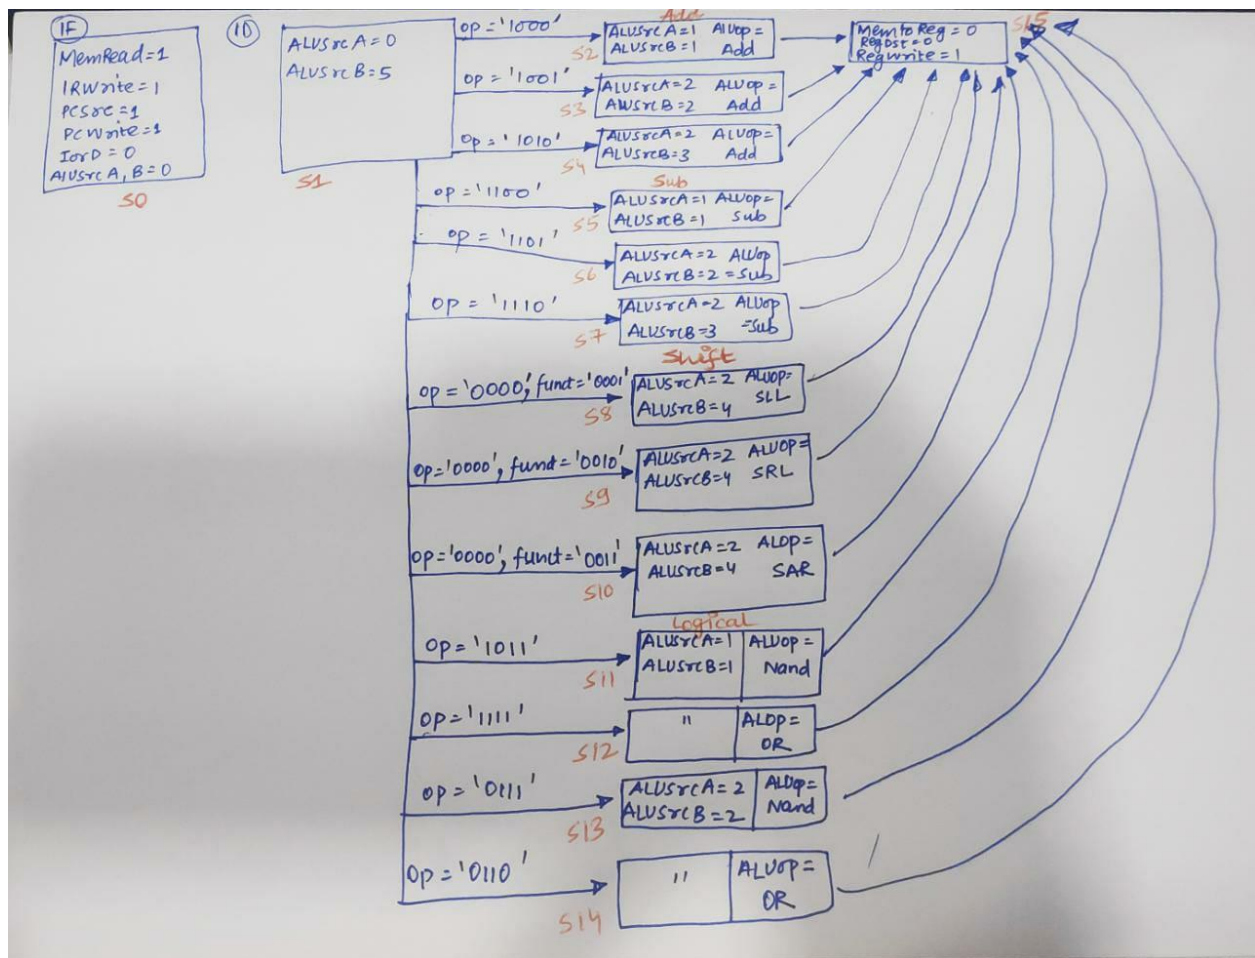 IF
MemRead=1
IRWrite=1
PCSrc=1
PCWrite=1
IorD=0
AlUSrc A, B=0
S0
ID
ALUSrc A=0
ALUSrc B=5
S1
op='1000'
S2
Add
ALUSrcA=1 AlUop=
ALUSrcB=1 Add
op='1001'
S3
ALUSrcA=2 ALUop=
ALUSrcB=2 Add
op='1010'
S4
ALUSrcA=2 ALUop=
ALUSrcB=3 Add
op='1100'
S5
Sub
ALUSrcA=1 ALUop=
ALUSrcB=1 Sub
op='1101'
S6
ALUSrcA=2 ALUop
ALUSrcB=2 =Sub
op='1110'
S7
ALUSrcA=2 ALUop
ALUSrcB=3 =Sub
Shift
op='0000', funct='0001'
S8
ALUSrcA=2 ALUop=
ALUSrcB=4 SLL
op='0000', funct='0010'
S9
ALUSrcA=2 ALUOP=
ALUSrcB=4 SRL
op='0000', funct='0011'
S10
ALUSrcA=2 ALOP=
ALUSrcB=4 SAR
Logical
op='1011'
S11
ALUSrcA=1 ALUop=
ALUSrcB=1 Nand
op='1111'
S12
" ALOP=
OR
op='0111'
S13
ALUSrcA=2 ALUop=
ALUSrcB=2 Nand
op='0110'
S14
" ALUop=
OR
MemtoReg=0
RegDst=0
Regwrite=1
S15